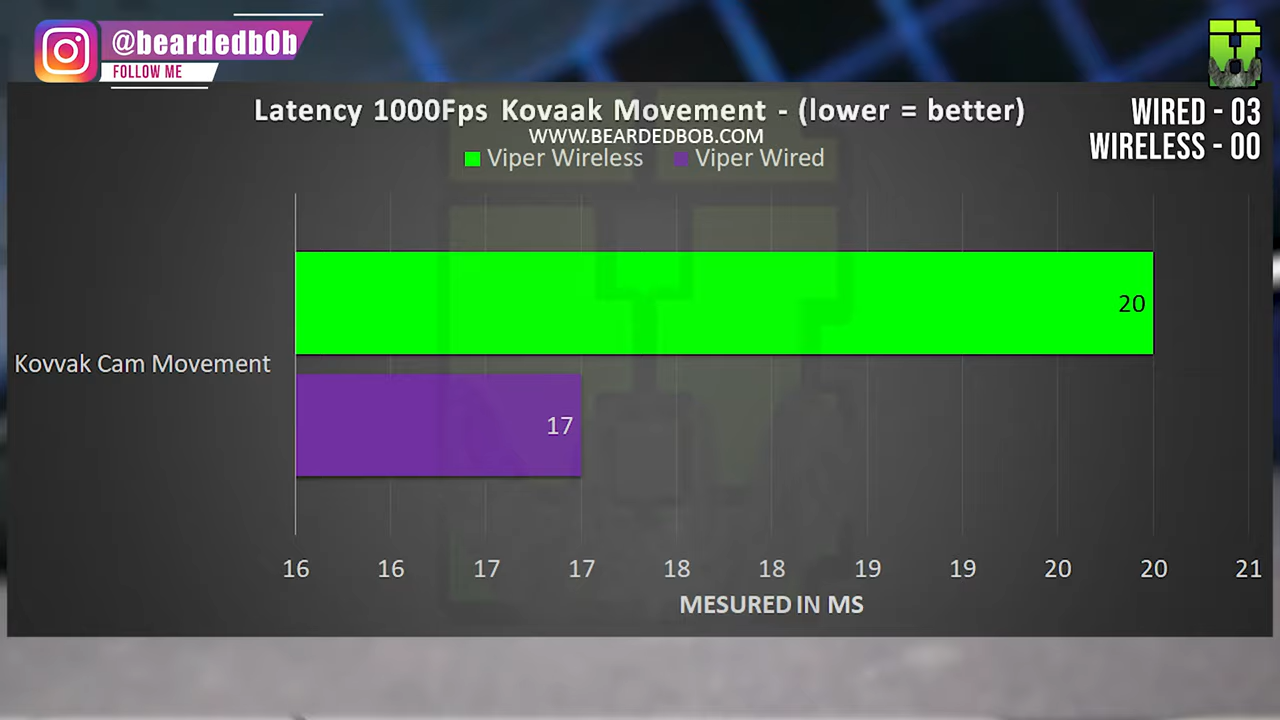 @beardedb0b
FOLLOW ME
Latency 1000Fps Kovaak Movement - (lower = better)
WWW.BEARDEDBOB.COM
Viper Wireless Viper Wired
WIRED - 03
WIRELESS - 00
20
Kovvak Cam Movement
17
16 16 17 17 18 18 19 19 20 20 21
MESURED IN MS